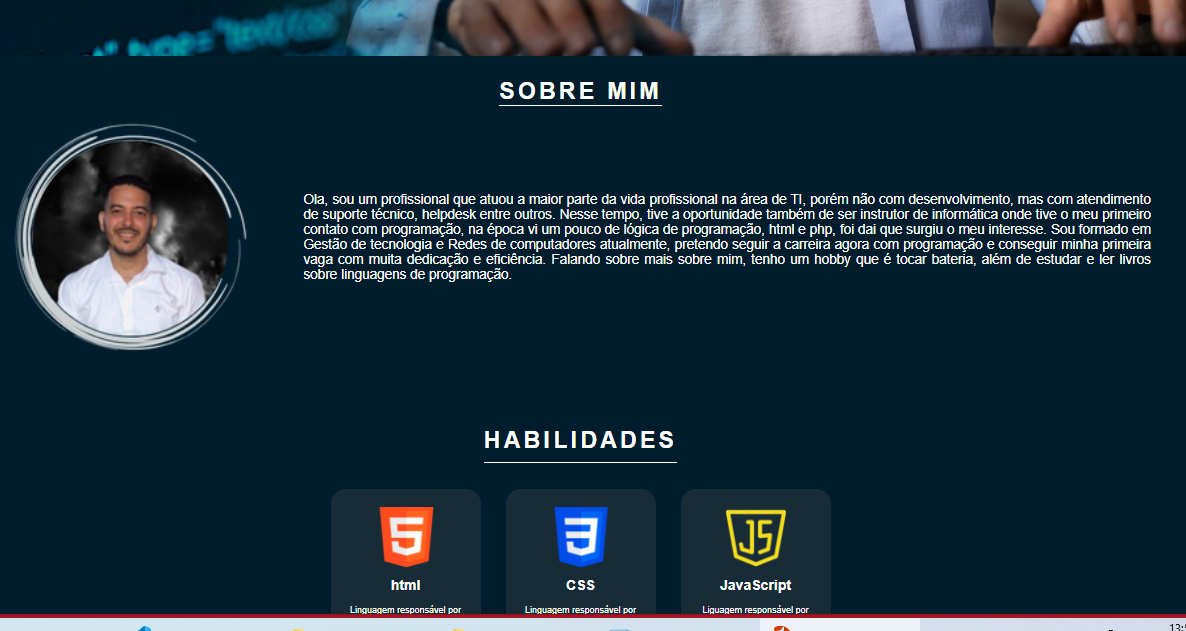 SOBRE MIM
Ola, sou um profissional que atuou a maior parte da vida profissional na área de TI, porém não com desenvolvimento, mas com atendimento
de suporte técnico, helpdesk entre outros. Nesse tempo, tive a oportunidade também de ser instrutor de informática onde tive o meu primeiro
contato com programação, na época vi um pouco de lógica de programação, html e php, foi dai que surgiu o meu interesse. Sou formado em
Gestão de tecnologia e Redes de computadores atualmente, pretendo seguir a carreira agora com programação e conseguir minha primeira
vaga com muita dedicação e eficiência. Falando sobre mais sobre mim, tenho um hobby que é tocar bateria, além de estudar e ler livros
sobre linguagens de programação.
HABILIDADES
5 3 JS
html CSS JavaScript
Linguagem responsável por Linguagem responsável por Liguagem responsável por